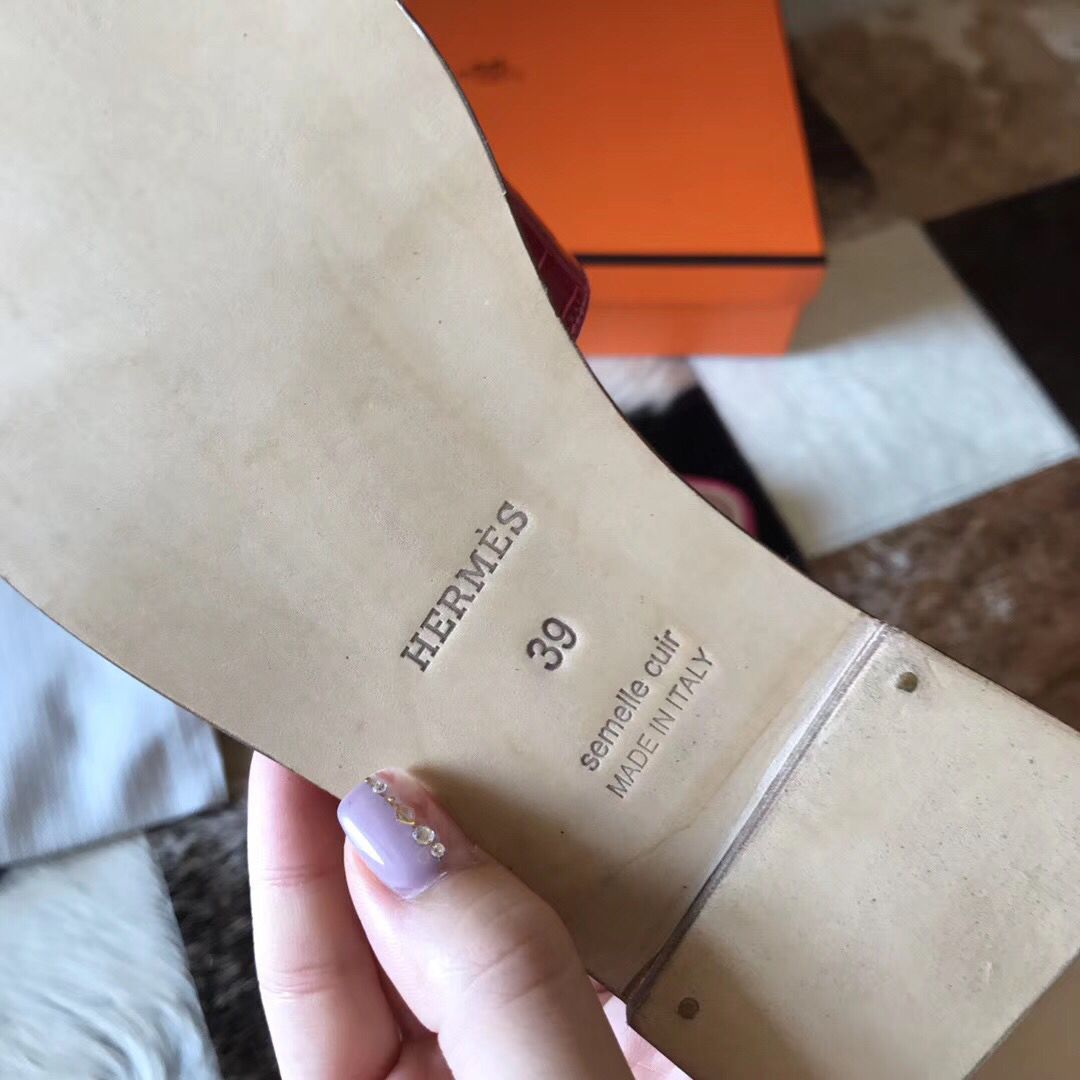 HERMÈS
39
semelle cuir
MADE IN ITALY